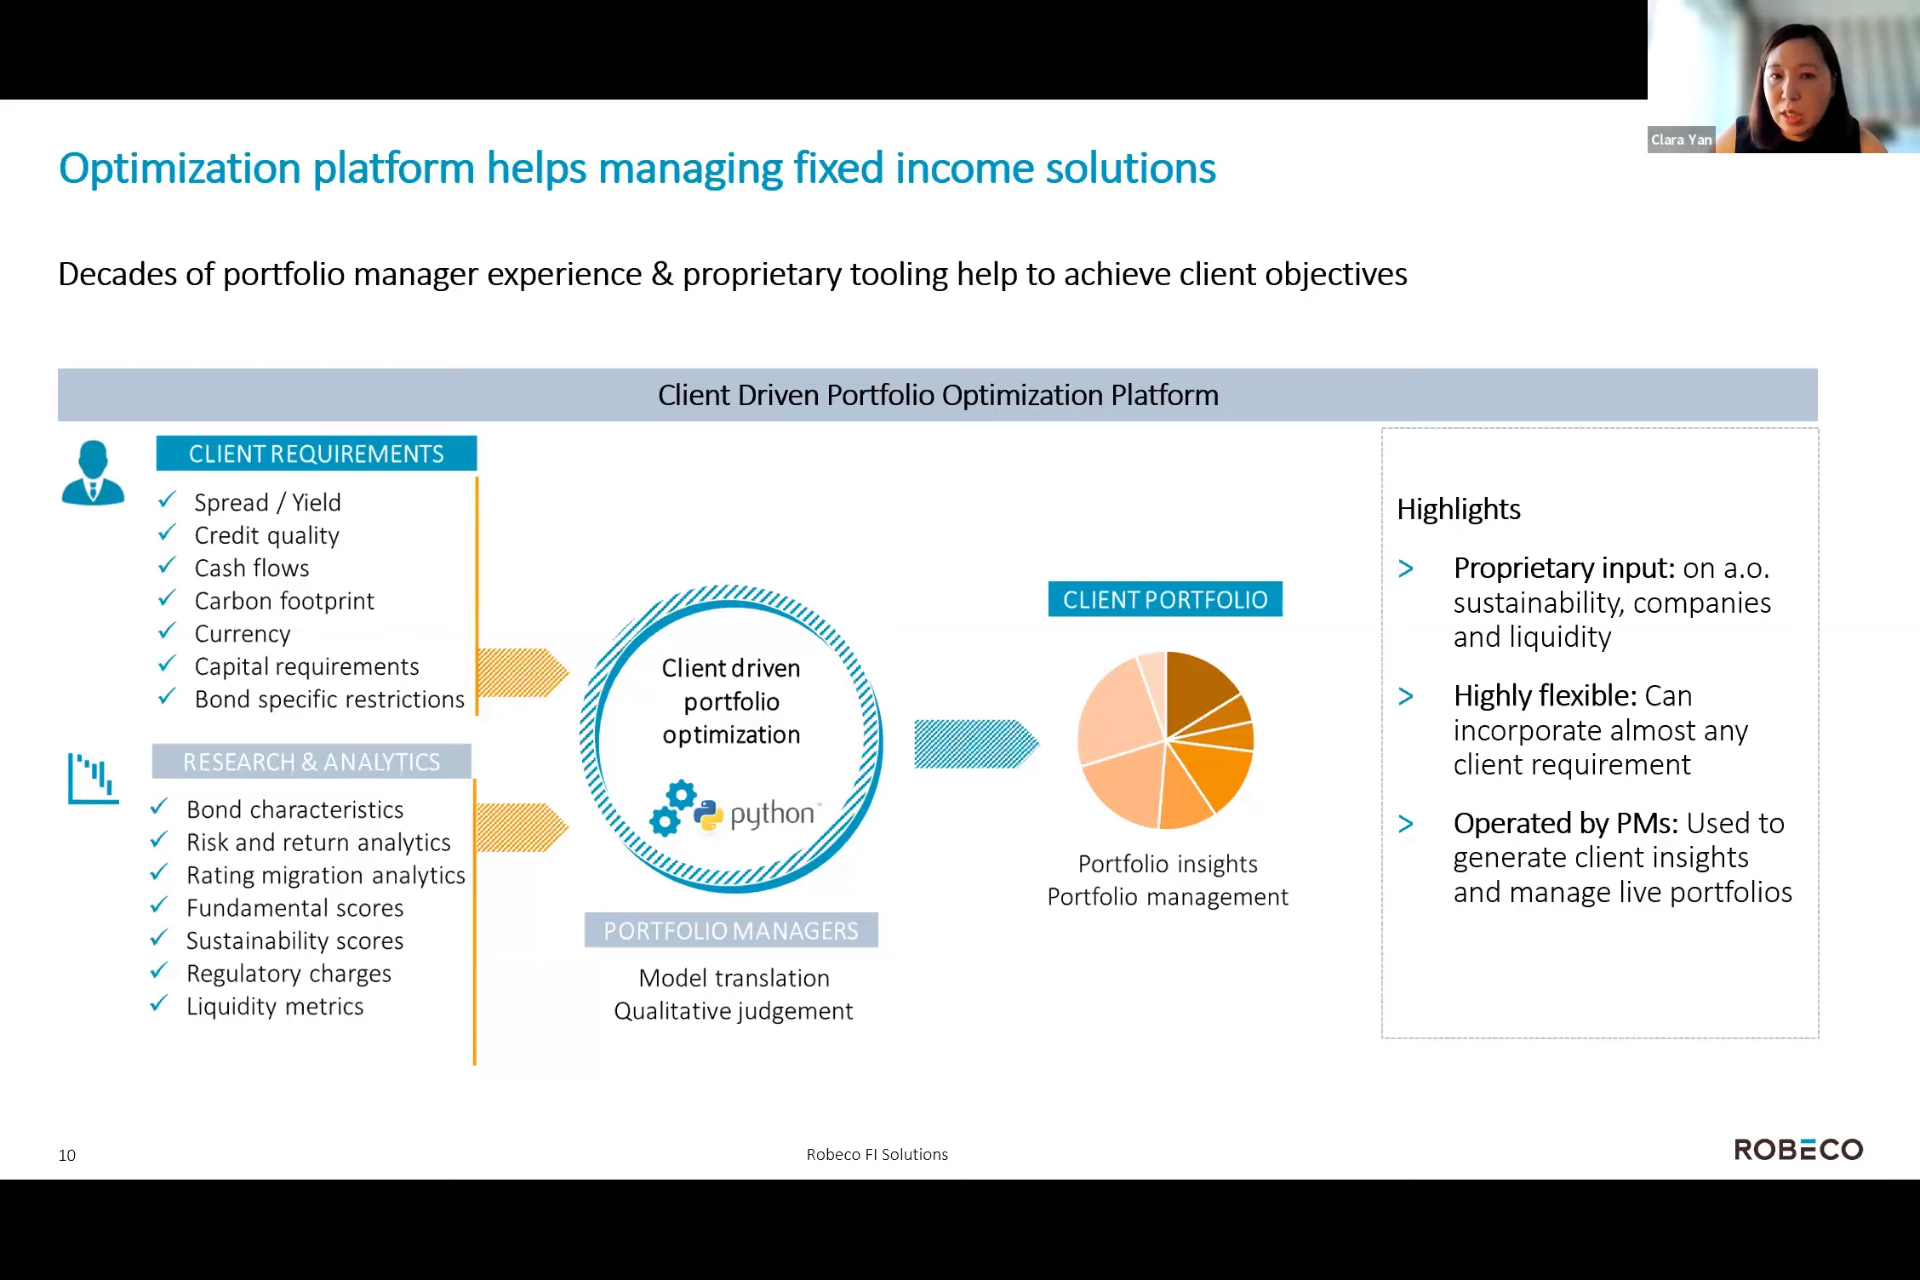 Clara Yan
Optimization platform helps managing fixed income solutions
Decades of portfolio manager experience & proprietary tooling help to achieve client objectives
Client Driven Portfolio Optimization Platform
CLIENT REQUIREMENTS
Spread / Yield
Credit quality
Cash flows
Carbon footprint
Currency
Capital requirements
Bond specific restrictions
RESEARCH & ANALYTICS
Bond characteristics
Risk and return analytics
Rating migration analytics
Fundamental scores
Sustainability scores
Regulatory charges
Liquidity metrics
Client driven
portfolio
optimization
python™
PORTFOLIO MANAGERS
Model translation
Qualitative judgement
CLIENT PORTFOLIO
Portfolio insights
Portfolio management
Highlights
> Proprietary input: on a.o.
sustainability, companies
and liquidity
> Highly flexible: Can
incorporate almost any
client requirement
> Operated by PMs: Used to
generate client insights
and manage live portfolios
10
Robeco FI Solutions
ROBECO